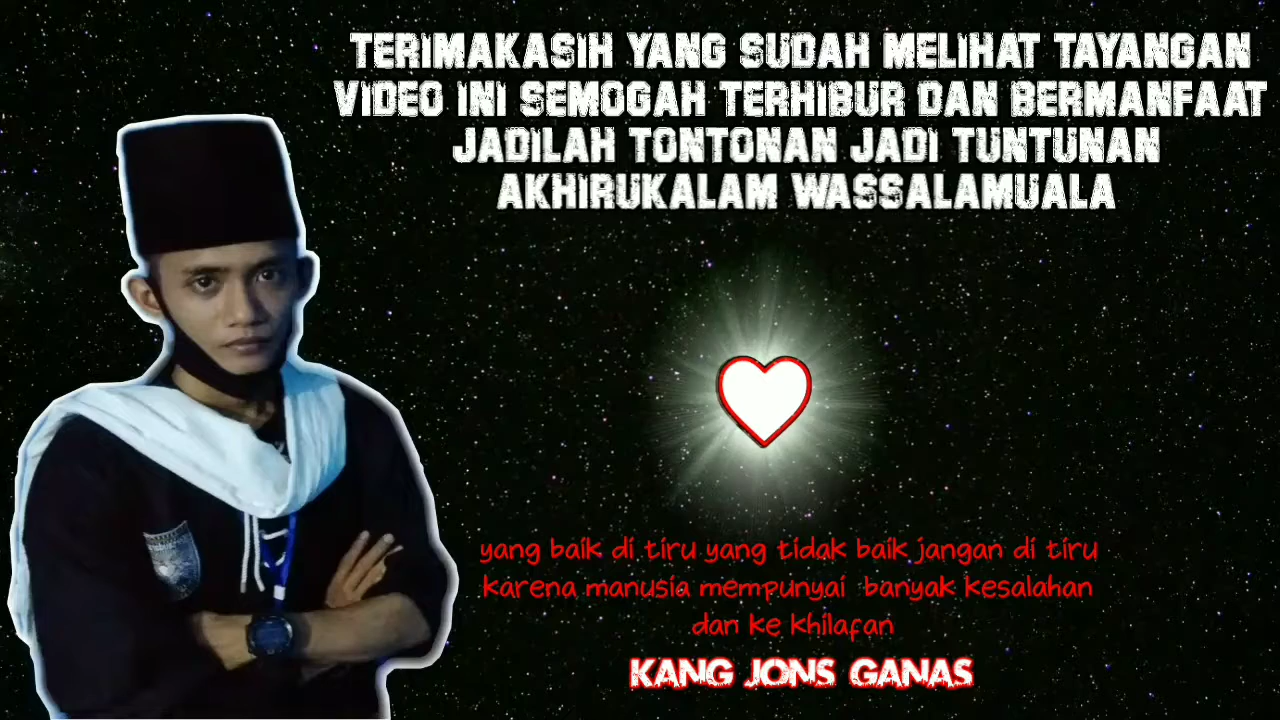 TERIMAKASIH YANG SUDAH MELIHAT TAYANGAN
VIDEO INI SEMOGAH TERHIBUR DAN BERMANFAAT
JADILAH TONTONAN JADI TUNTUNAN
AKHIRUKALAM WASSALAMUALA
yang baik di tiru yang tidak baik jangan di tiru
karena manusia mempunyai banyak kesalahan
dan ke khilafan
KANG JONS GANAS